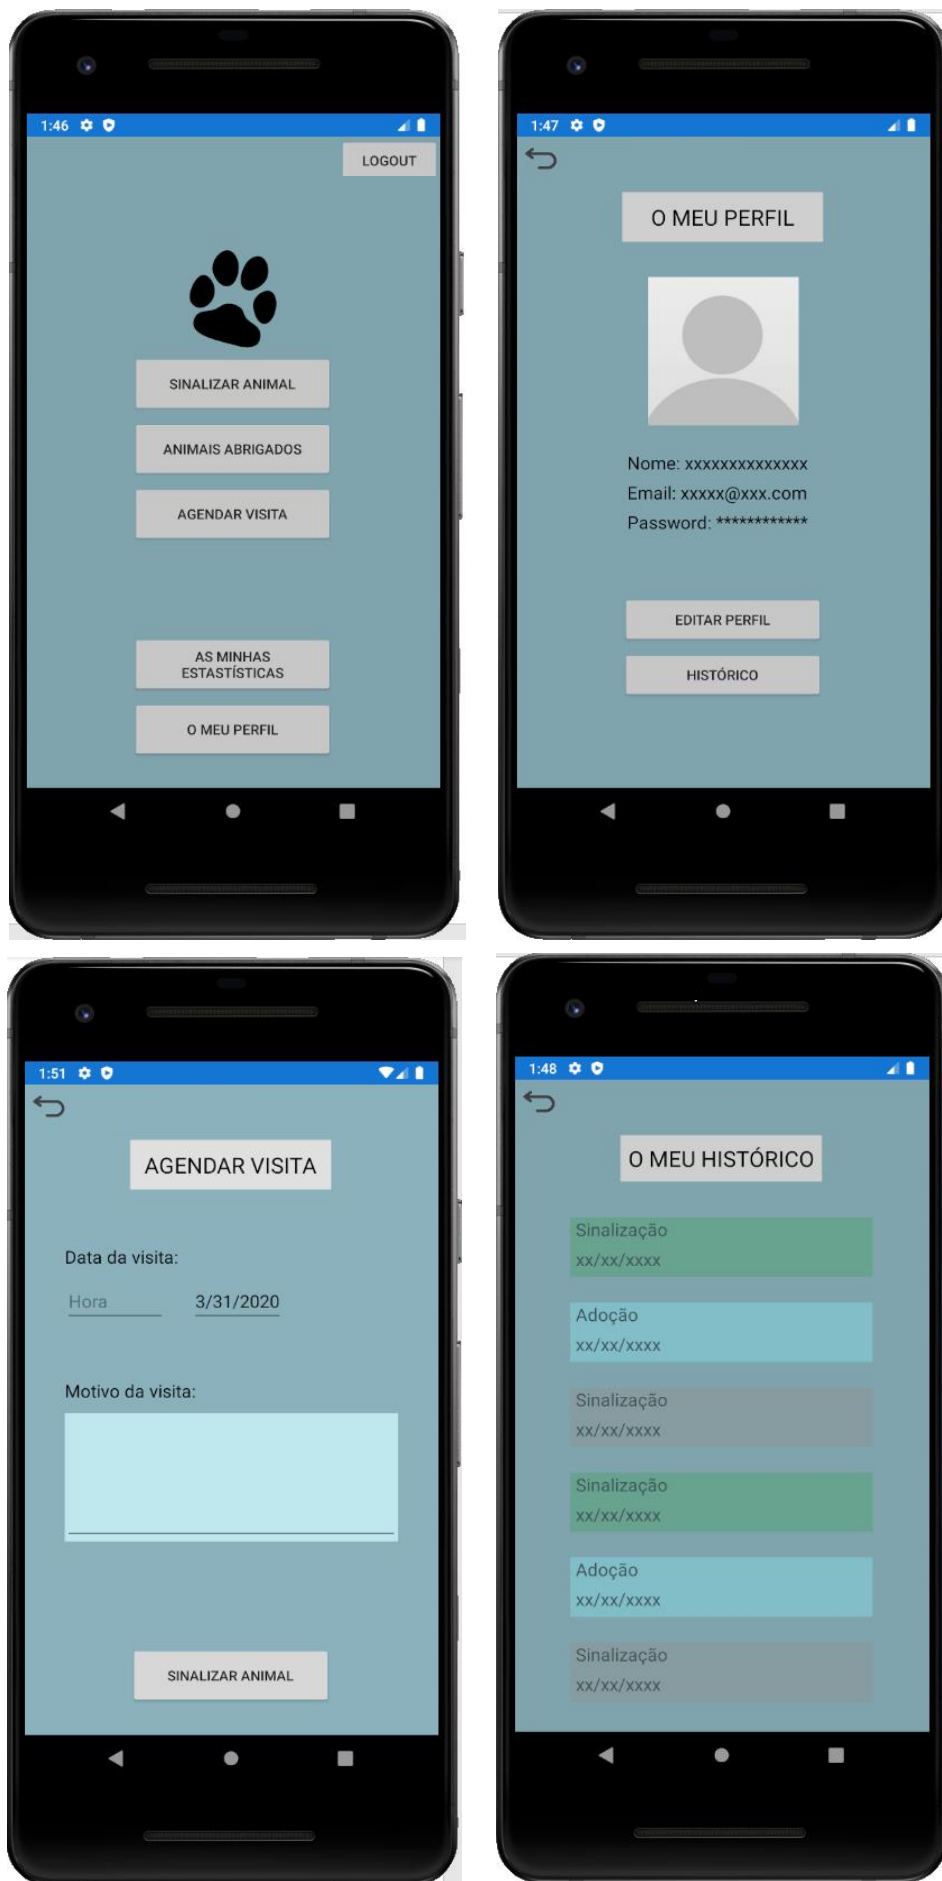 1:46
LOGOUT
SINALIZAR ANIMAL
ANIMAIS ABRIGADOS
AGENDAR VISITA
AS MINHAS
ESTASTÍSTICAS
O MEU PERFIL
1:47
O MEU PERFIL
Nome: xxxxxxxxxxxxxx
Email: xxxxx@xxx.com
Password: ************
EDITAR PERFIL
HISTÓRICO
1:51
AGENDAR VISITA
Data da visita:
Hora 3/31/2020
Motivo da visita:
SINALIZAR ANIMAL
1:48
O MEU HISTÓRICO
Sinalização
xx/xx/xxxx
Adoção
xx/xx/xxxx
Sinalização
xx/xx/xxxx
Sinalização
xx/xx/xxxx
Adoção
xx/xx/xxxx
Sinalização
xx/xx/xxxx